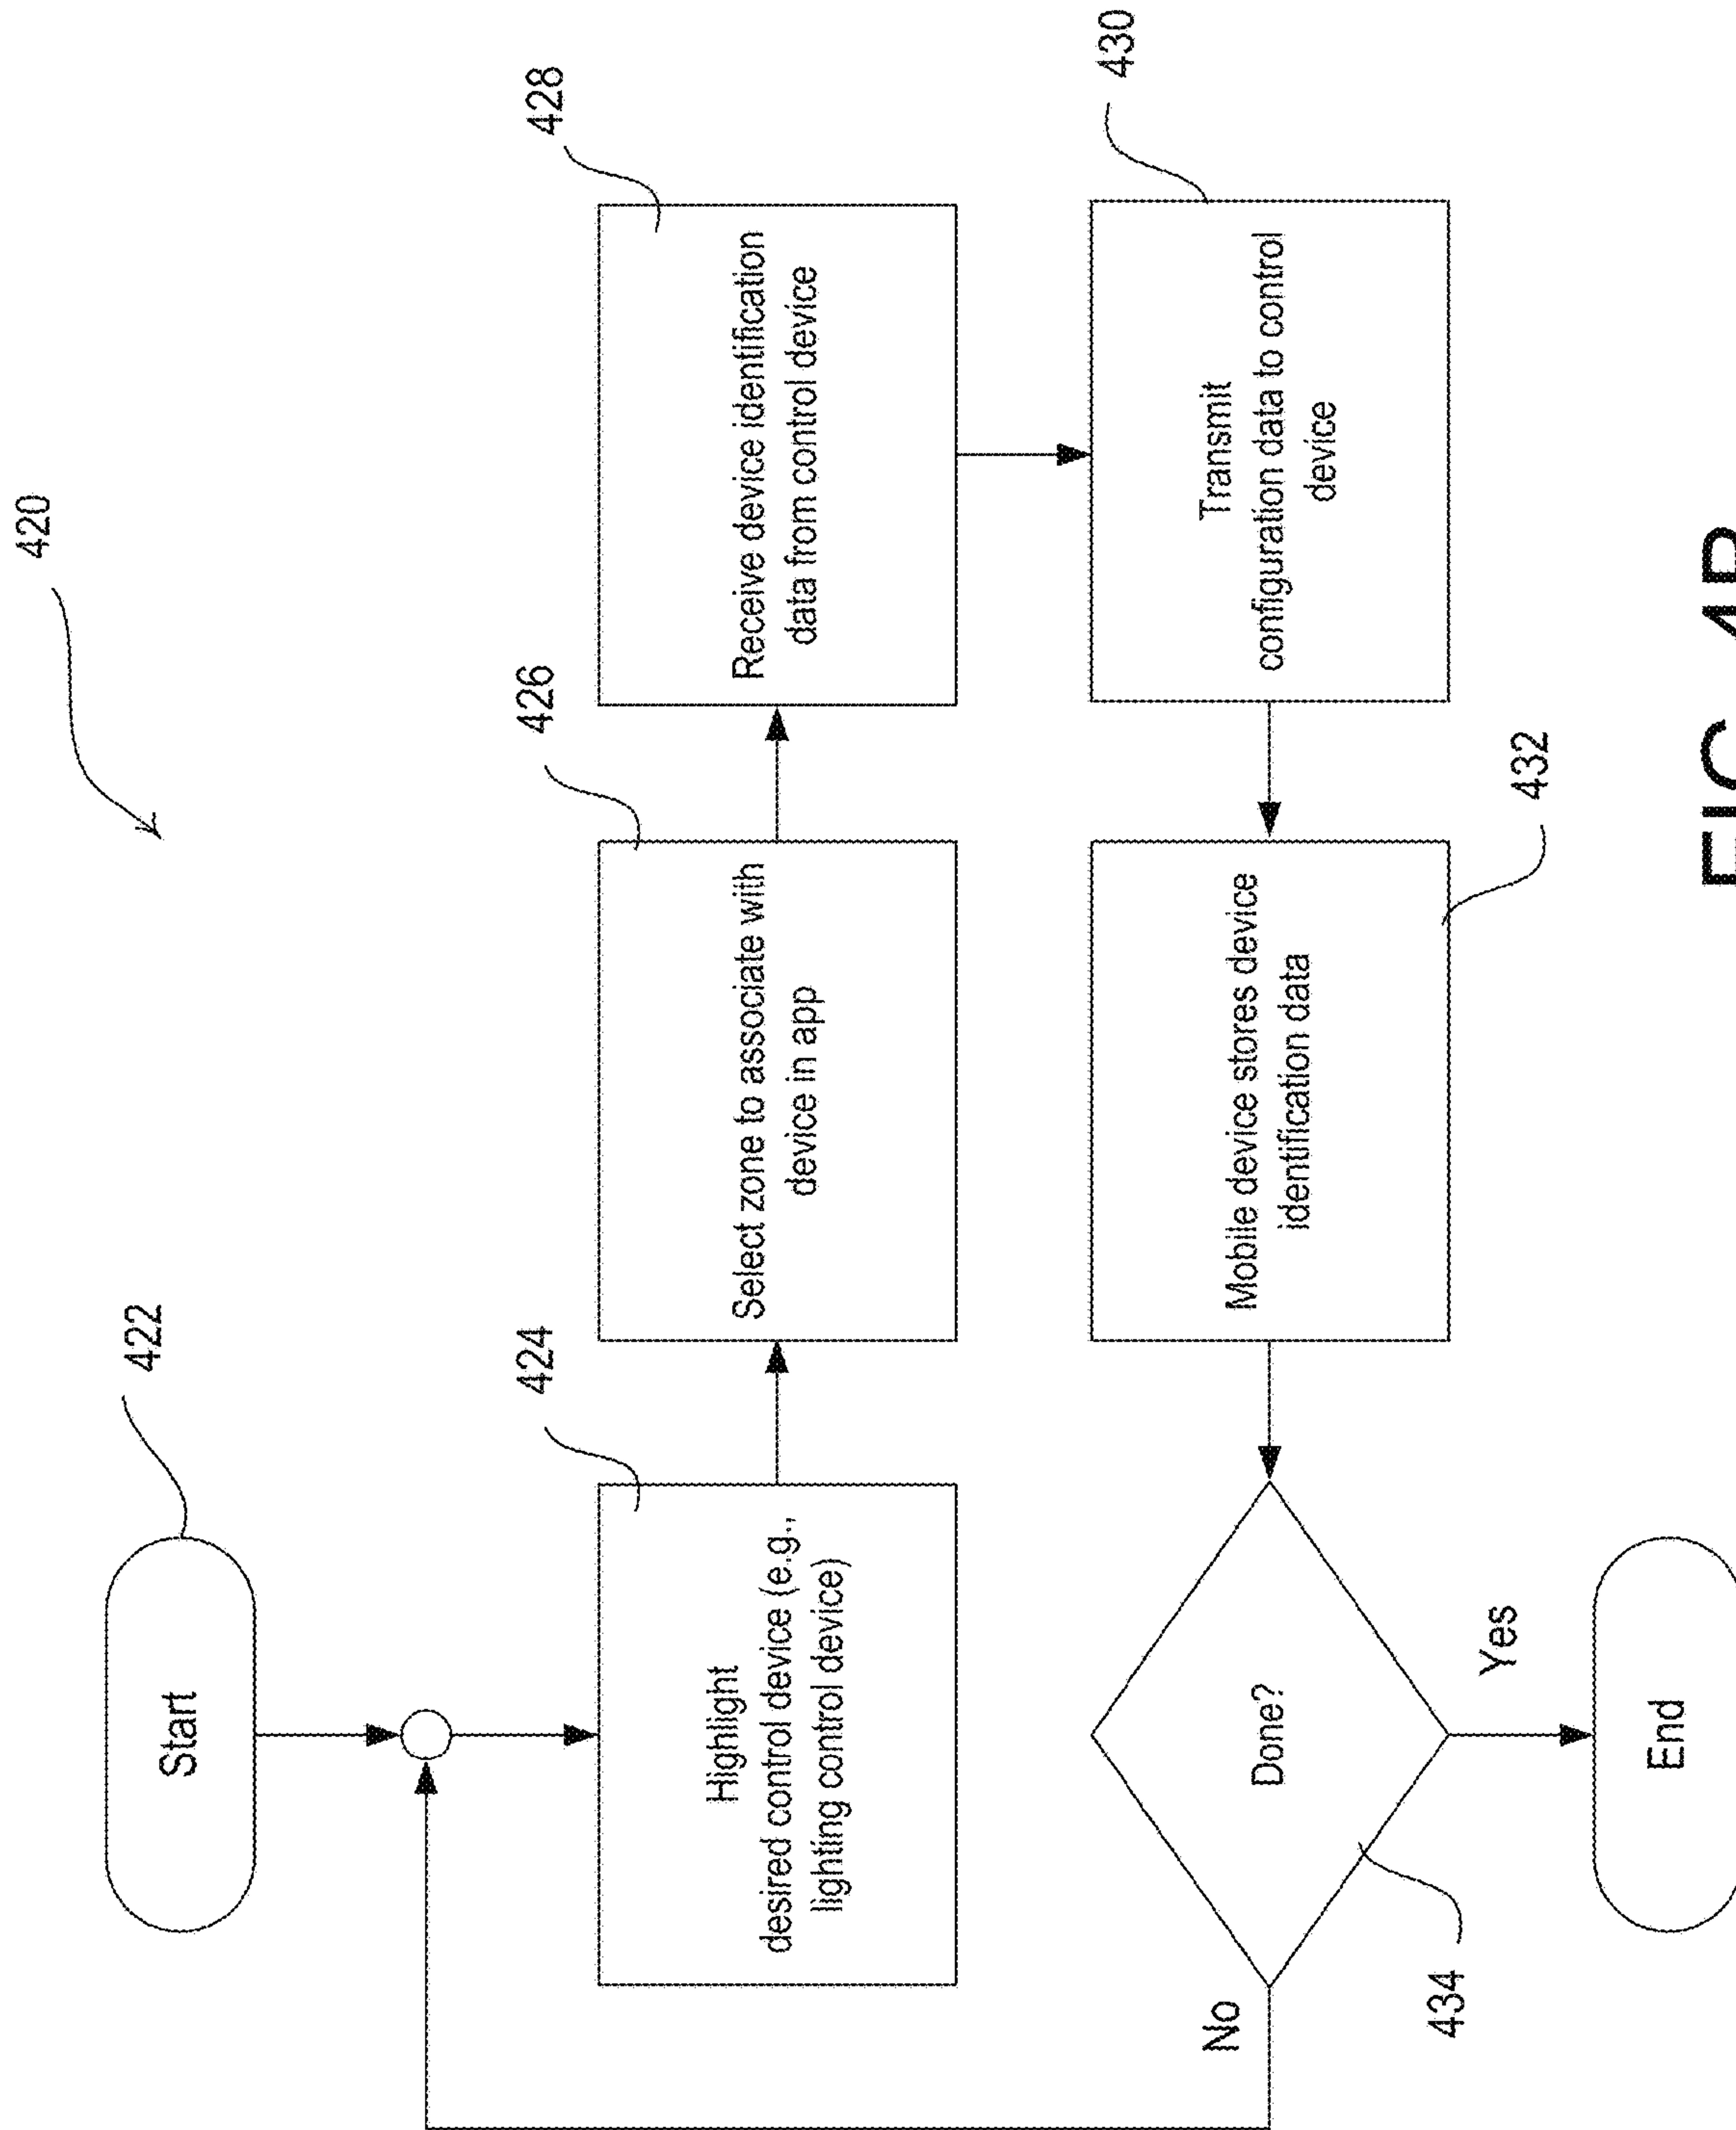 420
422
Start
424
Highlight
desired control device (e.g.,
lighting control device)
426
Select zone to associate with
device in app
428
Receive device identification
data from control device
430
Transmit
configuration data to control
device
432
Mobile device stores device
identification data
434
Done?
No
Yes
End
FIG. 4B